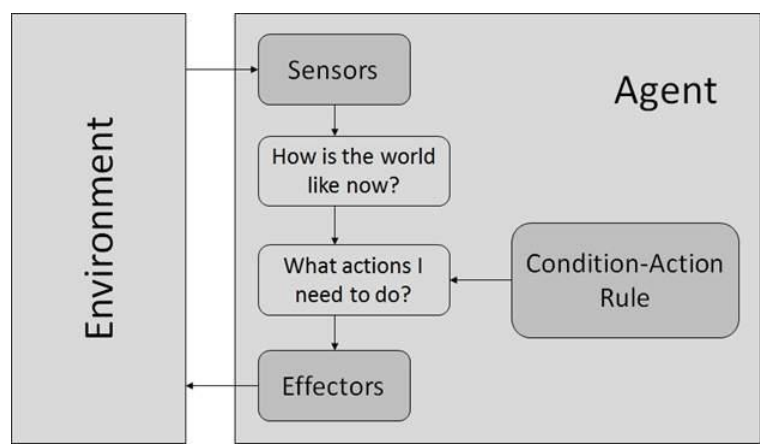 Environment
Sensors
Agent
How is the world
like now?
What actions I
need to do?
Condition-Action
Rule
Effectors